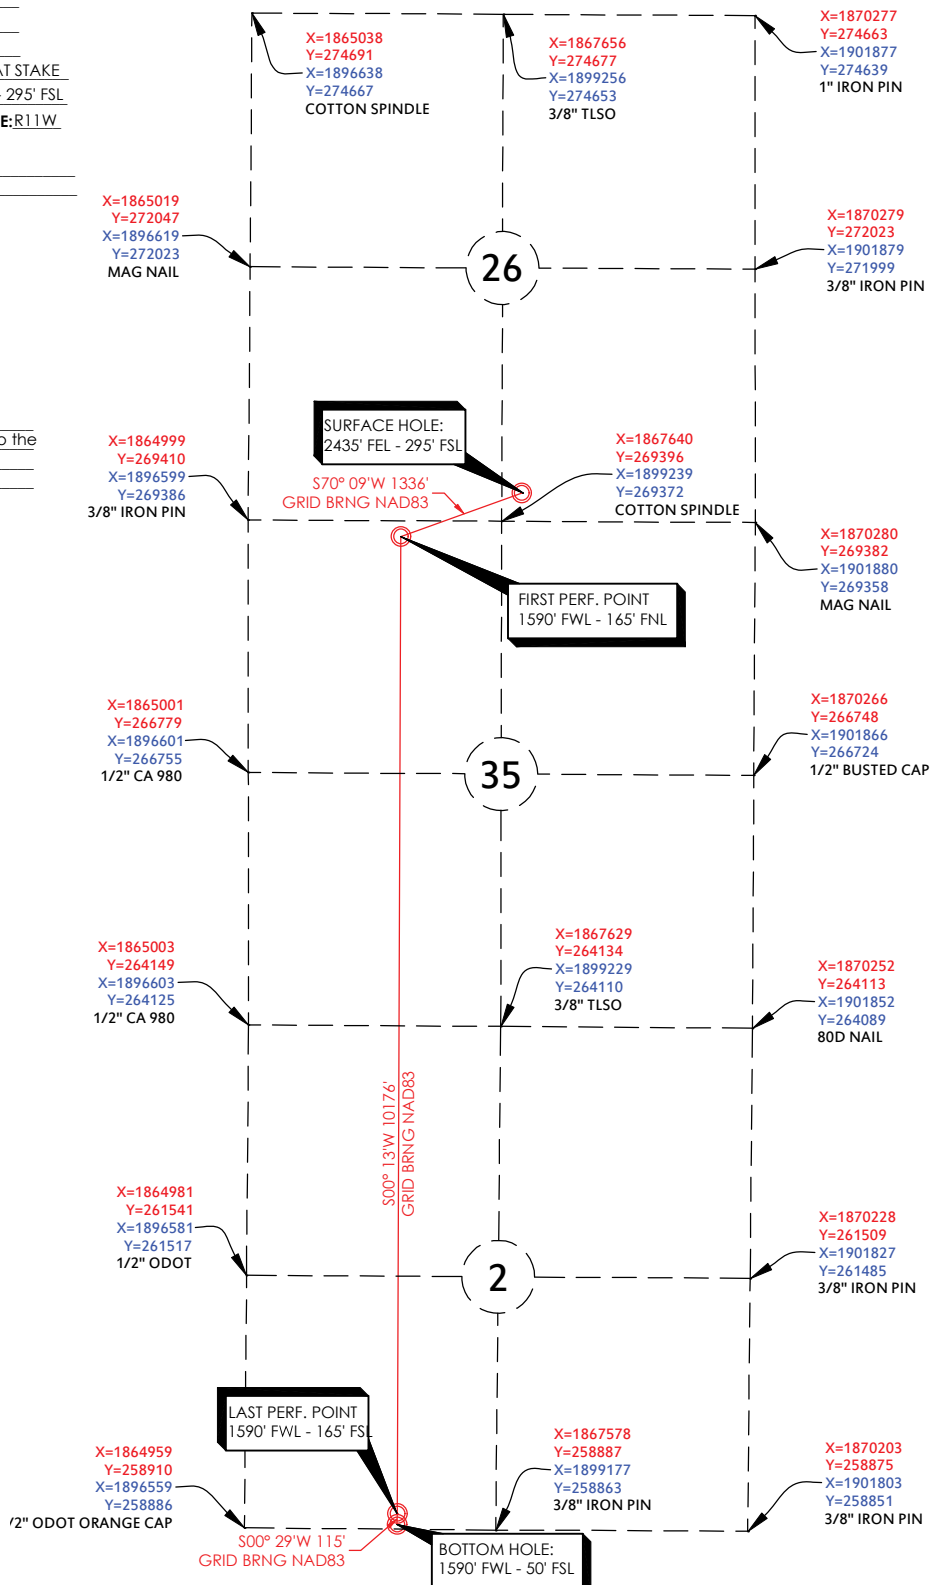 AT STAKE
- 295' FSL
E: R11W
o the
X=1865038
Y=274691
X=1896638
Y=274667
COTTON SPINDLE
X=1867656
Y=274677
X=1899256
Y=274653
3/8" TLSO
X=1870277
Y=274663
X=1901877
Y=274639
1" IRON PIN
X=1865019
Y=272047
X=1896619
Y=272023
MAG NAIL
26
X=1870279
Y=272023
X=1901879
Y=271999
3/8" IRON PIN
SURFACE HOLE:
2435' FEL - 295' FSL
X=1864999
Y=269410
X=1896599
Y=269386
3/8" IRON PIN
S70° 09'W 1336'
GRID BRNG NAD83
X=1867640
Y=269396
X=1899239
Y=269372
COTTON SPINDLE
X=1870280
Y=269382
X=1901880
Y=269358
MAG NAIL
FIRST PERF. POINT
1590' FWL - 165' FNL
X=1865001
Y=266779
X=1896601
Y=266755
1/2" CA 980
35
X=1870266
Y=266748
X=1901866
Y=266724
1/2" BUSTED CAP
X=1865003
Y=264149
X=1896603
Y=264125
1/2" CA 980
X=1867629
Y=264134
X=1899229
Y=264110
3/8" TLSO
X=1870252
Y=264113
X=1901852
Y=264089
80D NAIL
S00° 13'W 10176'
GRID BRNG NAD83
X=1864981
Y=261541
X=1896581
Y=261517
1/2" ODOT
2
X=1870228
Y=261509
X=1901827
Y=261485
3/8" IRON PIN
LAST PERF. POINT
1590' FWL - 165' FSL
X=1864959
Y=258910
X=1896559
Y=258886
/2" ODOT ORANGE CAP
X=1867578
Y=258887
X=1899177
Y=258863
3/8" IRON PIN
X=1870203
Y=258875
X=1901803
Y=258851
3/8" IRON PIN
S00° 29'W 115'
GRID BRNG NAD83
BOTTOM HOLE:
1590' FWL - 50' FSL